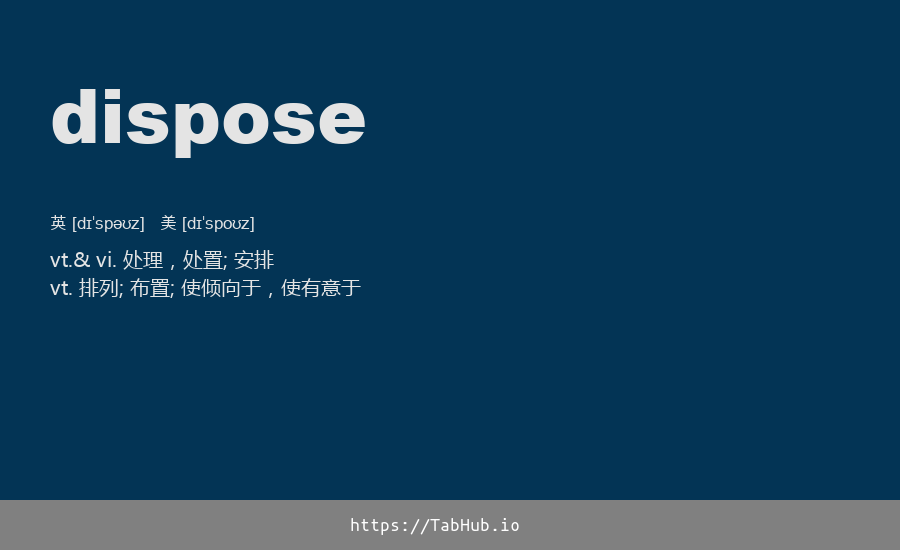 dispose
英 [dɪˈspəʊz] 美 [dɪˈspoʊz]
vt.& vi. 处理，处置; 安排
vt. 排列; 布置; 使倾向于，使有意于
https://TabHub.io